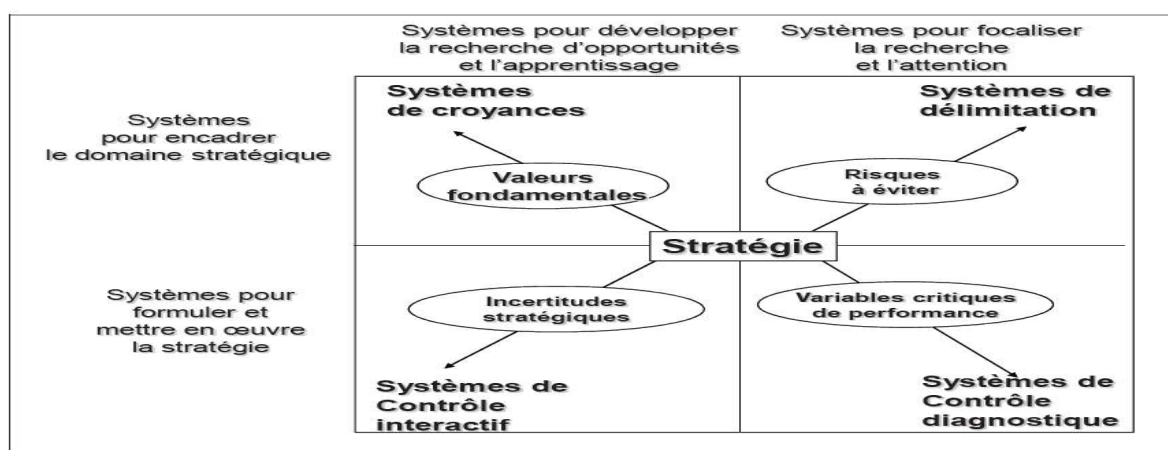 Systèmes pour développer
la recherche d'opportunités
et l'apprentissage
Systèmes pour focaliser
la recherche
et l'attention
Systèmes
pour encadrer
le domaine stratégique
Systèmes
de croyances
Systèmes de
délimitation
Valeurs
fondamentales
Risques
à éviter
Stratégie
Systèmes pour
formuler et
mettre en œuvre
la stratégie
Incertitudes
stratégiques
Variables critiques
de performance
Systèmes de
Contrôle
interactif
Systèmes de
Contrôle
diagnostique